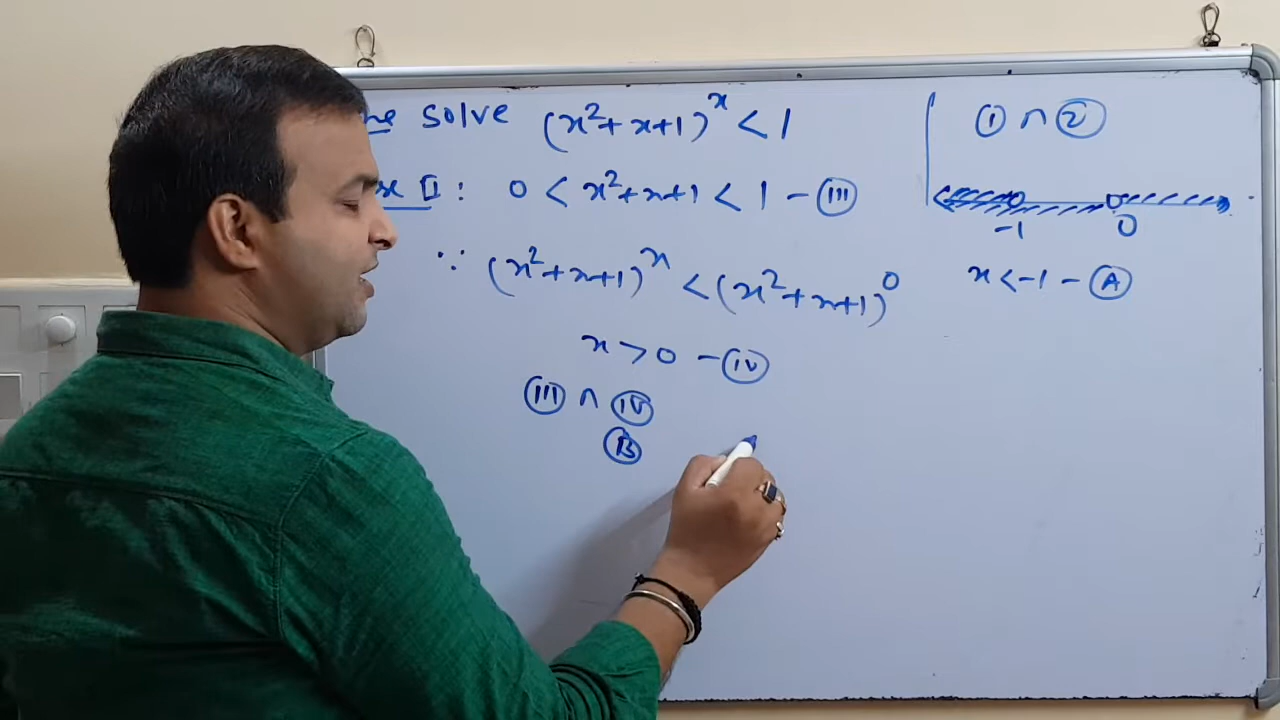 solve (x²+x+1)ˣ < 1
II : 0 < x²+x+1 < 1 - III
∵ (x²+x+1)ˣ < (x²+x+1)⁰
x > 0 - IV
III ∩ IV
B
1 ∩ 2
-1 0
x < -1 - A